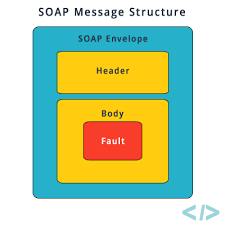 SOAP Message Structure
SOAP Envelope
Header
Body
Fault
</>